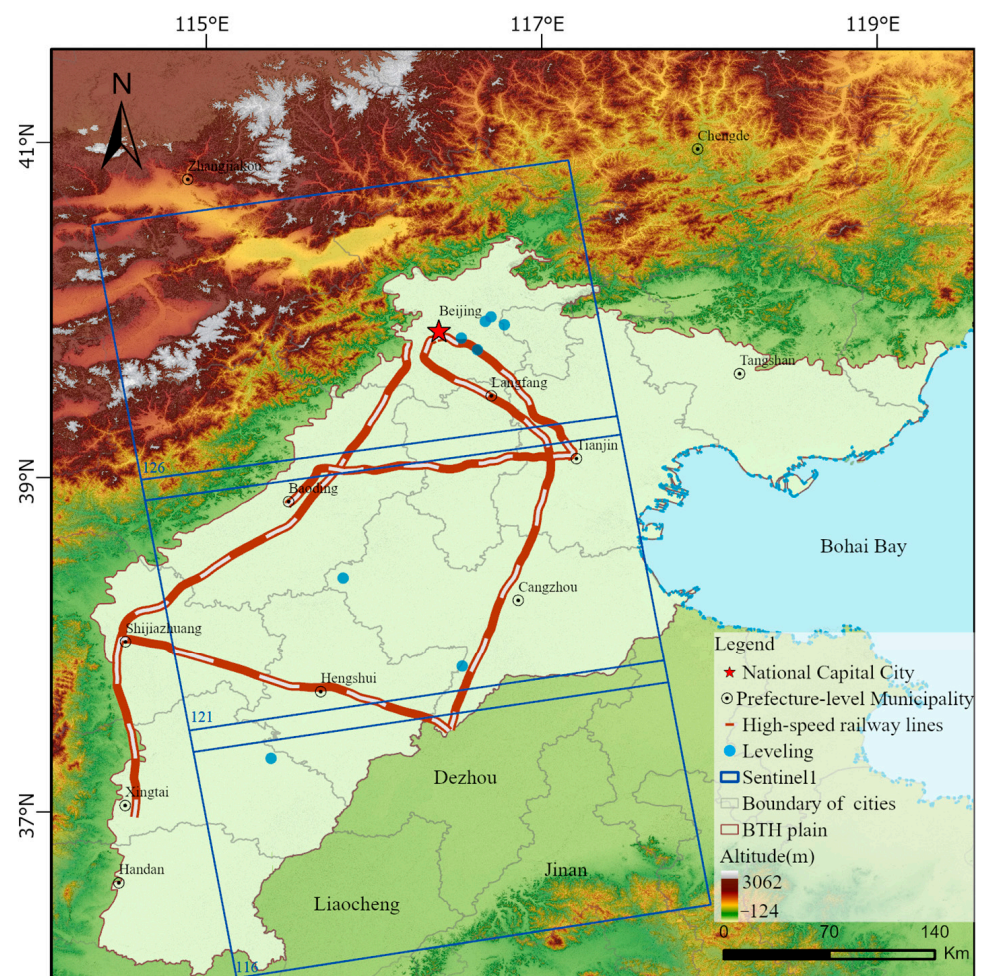 115°E 117°E 119°E
41°N
39°N
37°N
N
Chengde
Zhangjiakou
Beijing
Tangshan
Langfang
Tianjin
126
Baoding
Bohai Bay
Cangzhou
Shijiazhuang
Hengshui
121
Dezhou
Xingtai
Handan
Jinan
Liaocheng
116
Legend
National Capital City
Prefecture-level Municipality
High-speed railway lines
Leveling
Sentinel1
Boundary of cities
BTH plain
Altitude(m)
3062
-124
0 70 140
Km